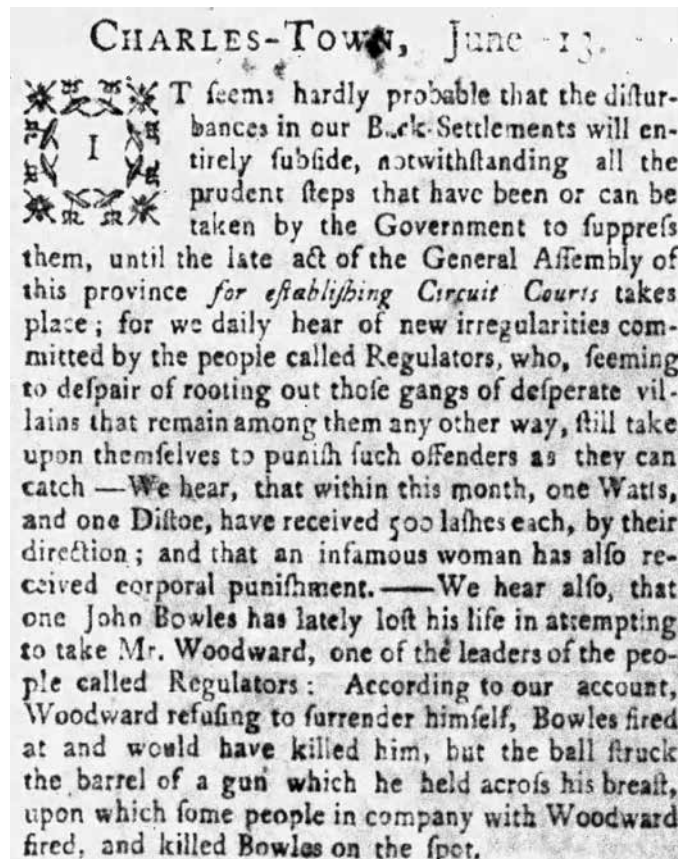 CHARLES-TOWN, June 13.
IT ſeems hardly probable that the diſtur-
bances in our Back-Settlements will en-
tirely ſubſide, notwithſtanding all the
prudent ſteps that have been or can be
taken by the Government to ſuppreſs
them, until the late act of the General Aſſembly of
this province for eſtabliſhing Circuit Courts takes
place; for we daily hear of new irregularities com-
mitted by the people called Regulators, who, ſeeming
to deſpair of rooting out thoſe gangs of deſperate vil-
lains that remain among them any other way, ſtill take
upon themſelves to puniſh ſuch offenders as they can
catch —We hear, that within this month, one Watts,
and one Diſtoe, have received 500 laſhes each, by their
direction; and that an infamous woman has alſo re-
ceived corporal puniſhment.——We hear alſo, that
one John Bowles has lately loſt his life in attempting
to take Mr. Woodward, one of the leaders of the peo-
ple called Regulators: According to our account,
Woodward refuſing to ſurrender himſelf, Bowles fired
at and would have killed him, but the ball ſtruck
the barrel of a gun which he held acroſs his breaſt,
upon which ſome people in company with Woodward
fired, and killed Bowles on the ſpot.